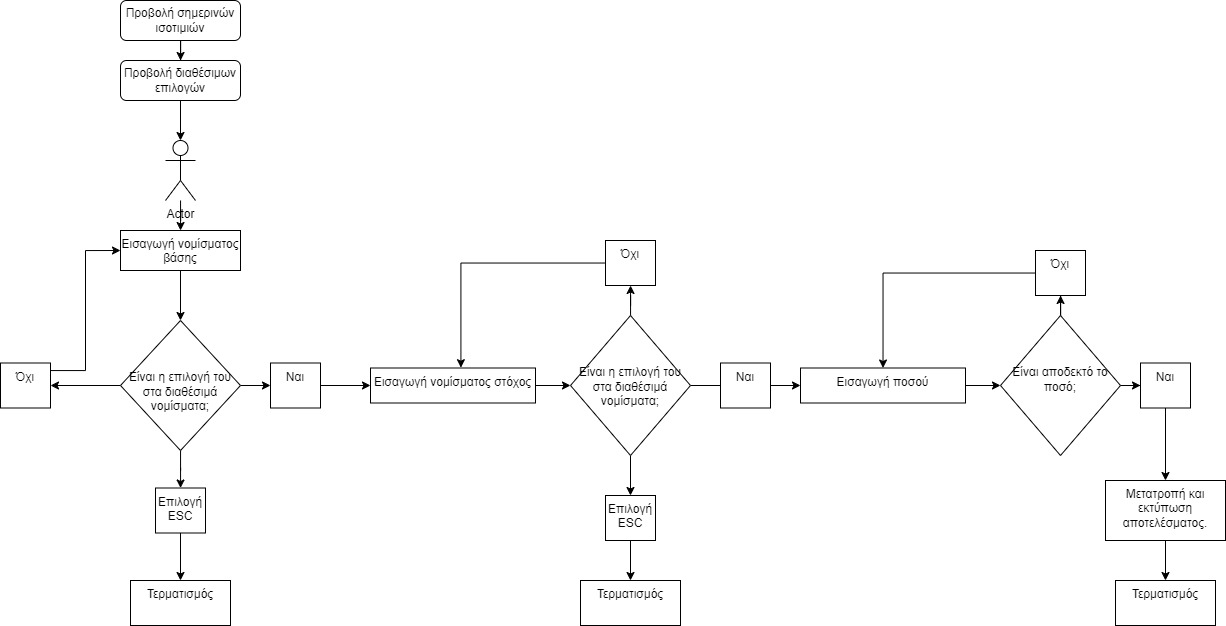 Προβολή σημερινών
ισοτιμιών
Προβολή διαθέσιμων
επιλογών
Actor
Εισαγωγή νομίσματος
βάσης
Όχι
Είναι η επιλογή του
στα διαθέσιμά
νομίσματα;
Ναι
Επιλογή
ESC
Τερματισμός
Εισαγωγή νομίσματος στόχος
Όχι
Είναι η επιλογή του
στα διαθέσιμά
νομίσματα;
Ναι
Επιλογή
ESC
Τερματισμός
Εισαγωγή ποσού
Όχι
Είναι αποδεκτό το
ποσό;
Ναι
Μετατροπή και
εκτύπωση
αποτελέσματος.
Τερματισμός